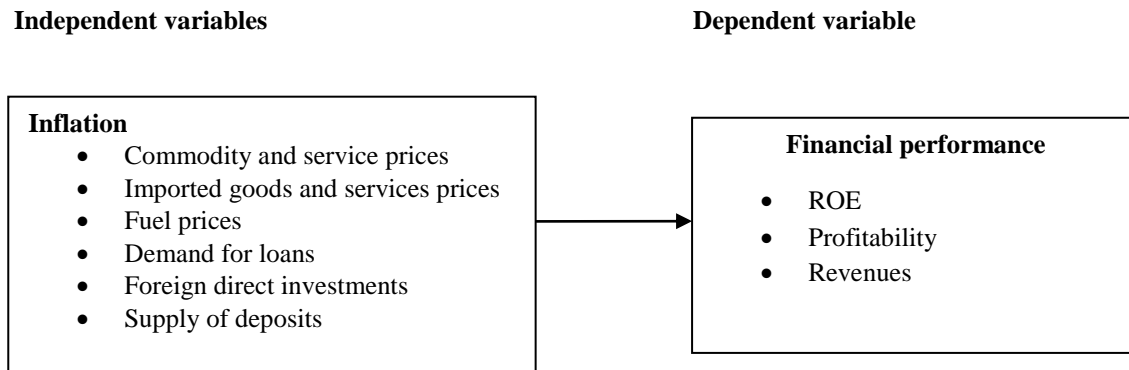 Independent variables
Dependent variable
Inflation
• Commodity and service prices
• Imported goods and services prices
• Fuel prices
• Demand for loans
• Foreign direct investments
• Supply of deposits
Financial performance
• ROE
• Profitability
• Revenues